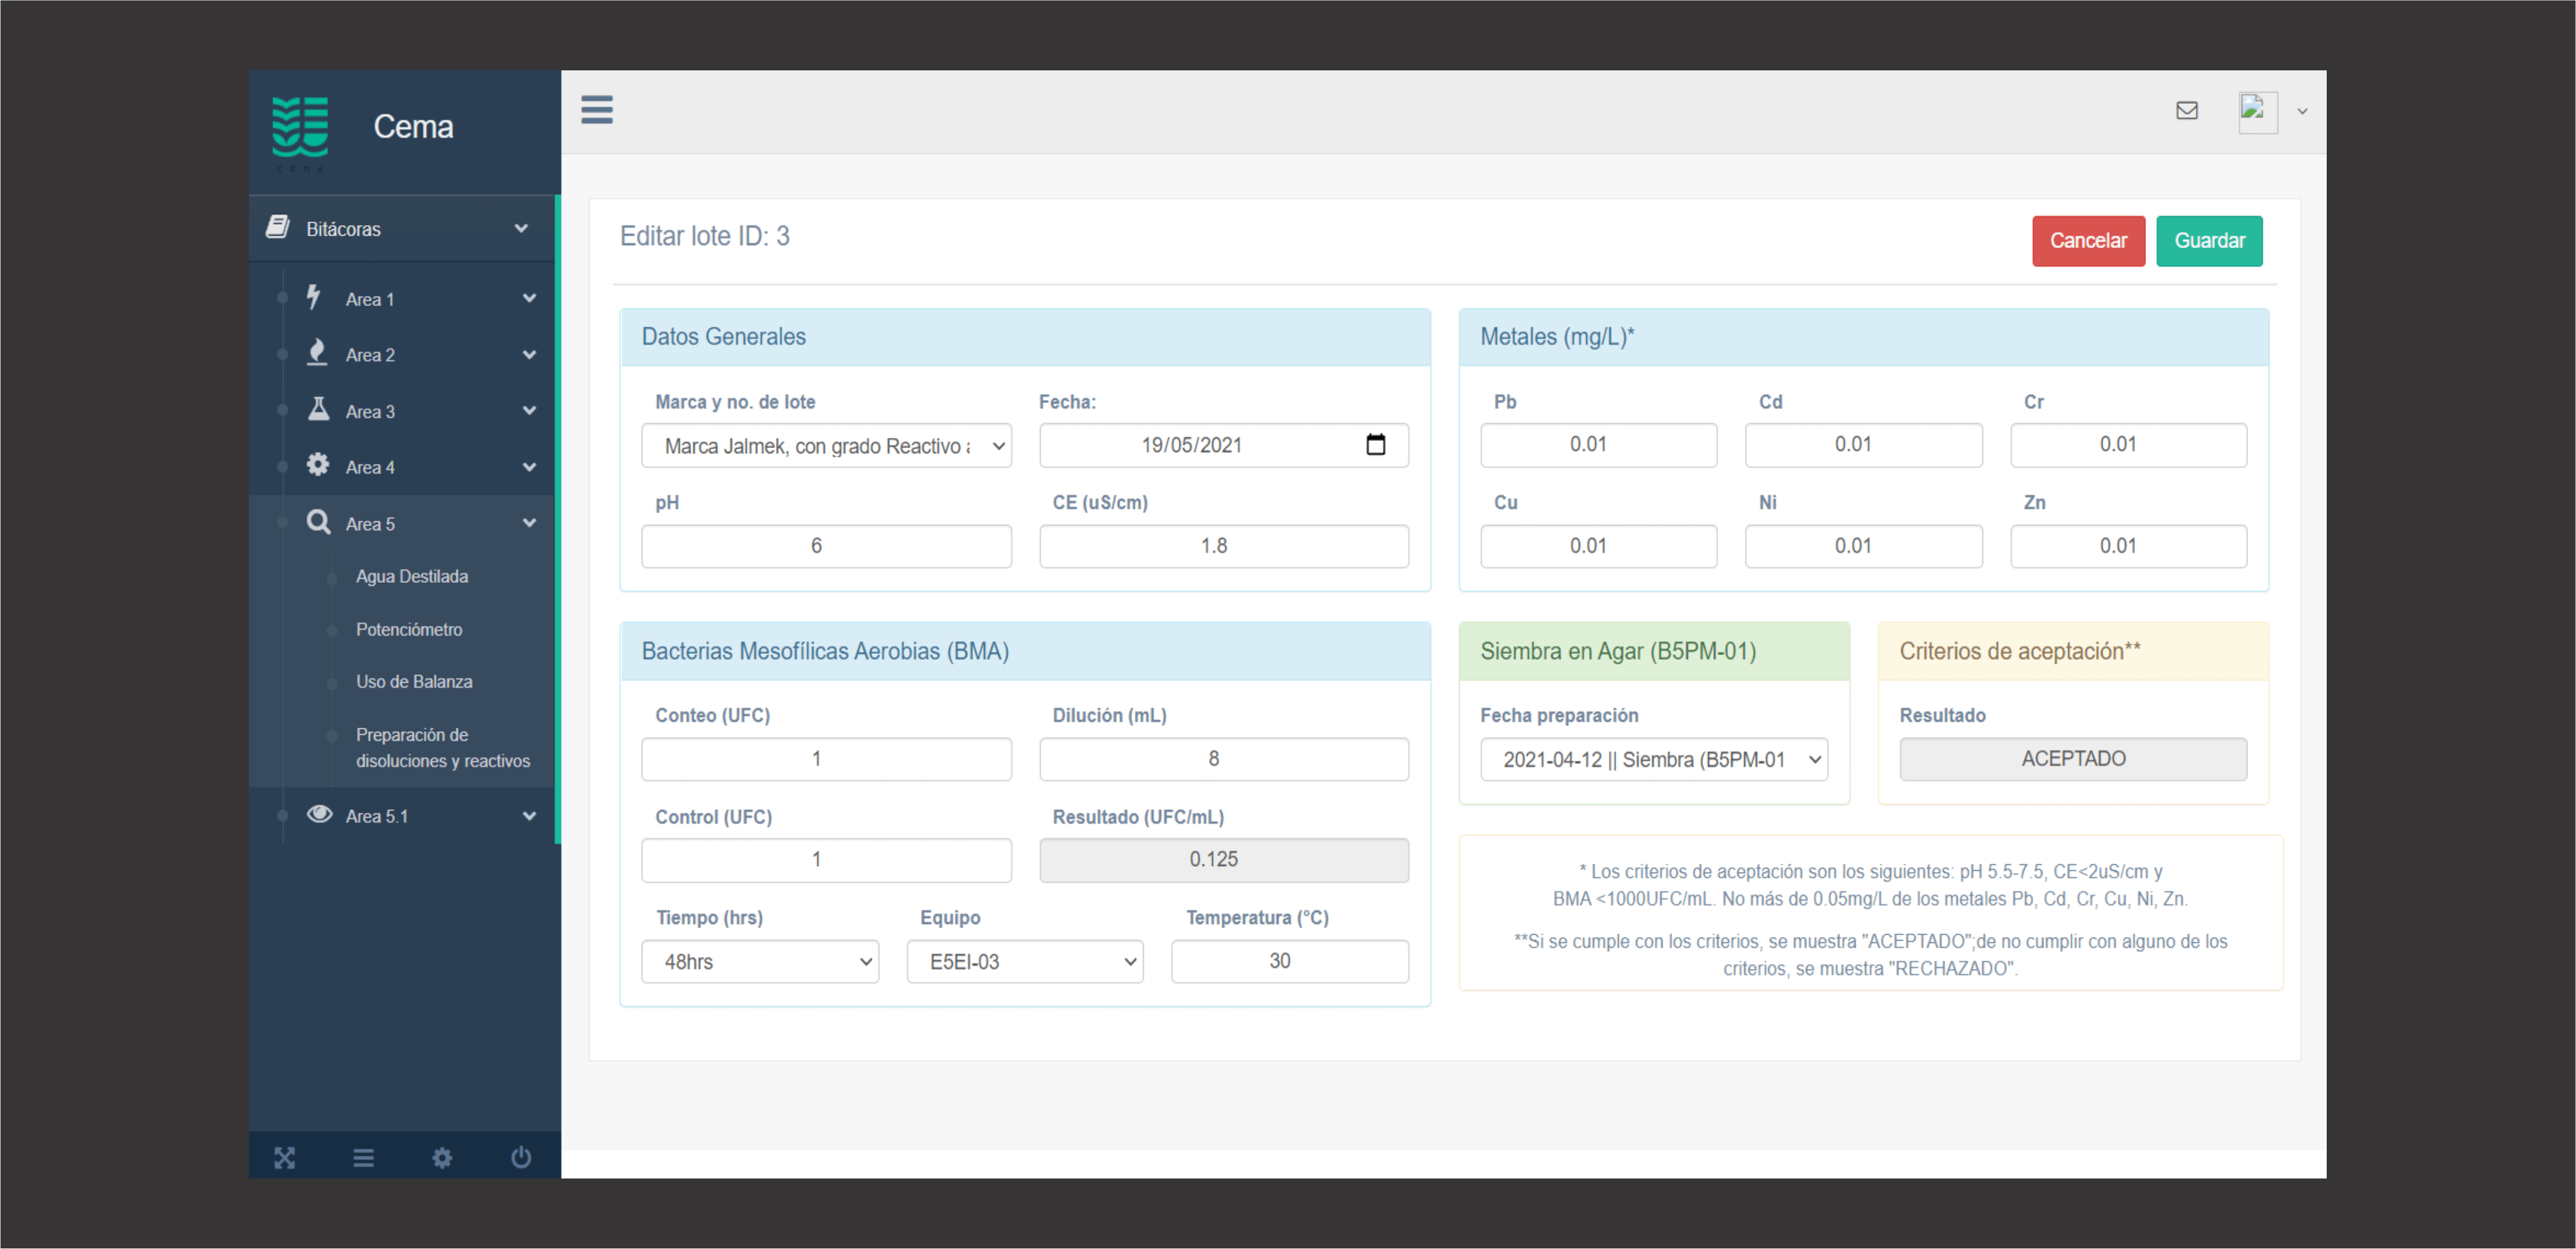 CEMA
Cema
Bitácoras
Area 1
Area 2
Area 3
Area 4
Area 5
Agua Destilada
Potenciómetro
Uso de Balanza
Preparación de
disoluciones y reactivos
Area 5.1
Editar lote ID: 3
Cancelar
Guardar
Datos Generales
Marca y no. de lote
Fecha:
Marca Jalmek, con grado Reactivo
19/05/2021
pH
CE (uS/cm)
6
1.8
Metales (mg/L)*
Pb
Cd
Cr
0.01
0.01
0.01
Cu
Ni
Zn
0.01
0.01
0.01
Bacterias Mesofílicas Aerobias (BMA)
Conteo (UFC)
Dilución (mL)
1
8
Control (UFC)
Resultado (UFC/mL)
1
0.125
Tiempo (hrs)
Equipo
Temperatura (°C)
48hrs
E5EI-03
30
Siembra en Agar (B5PM-01)
Fecha preparación
2021-04-12 || Siembra (B5PM-01
Criterios de aceptación**
Resultado
ACEPTADO
* Los criterios de aceptación son los siguientes: pH 5.5-7.5, CE<2uS/cm y
BMA <1000UFC/mL. No más de 0.05mg/L de los metales Pb, Cd, Cr, Cu, Ni, Zn.
**Si se cumple con los criterios, se muestra "ACEPTADO";de no cumplir con alguno de los
criterios, se muestra "RECHAZADO".